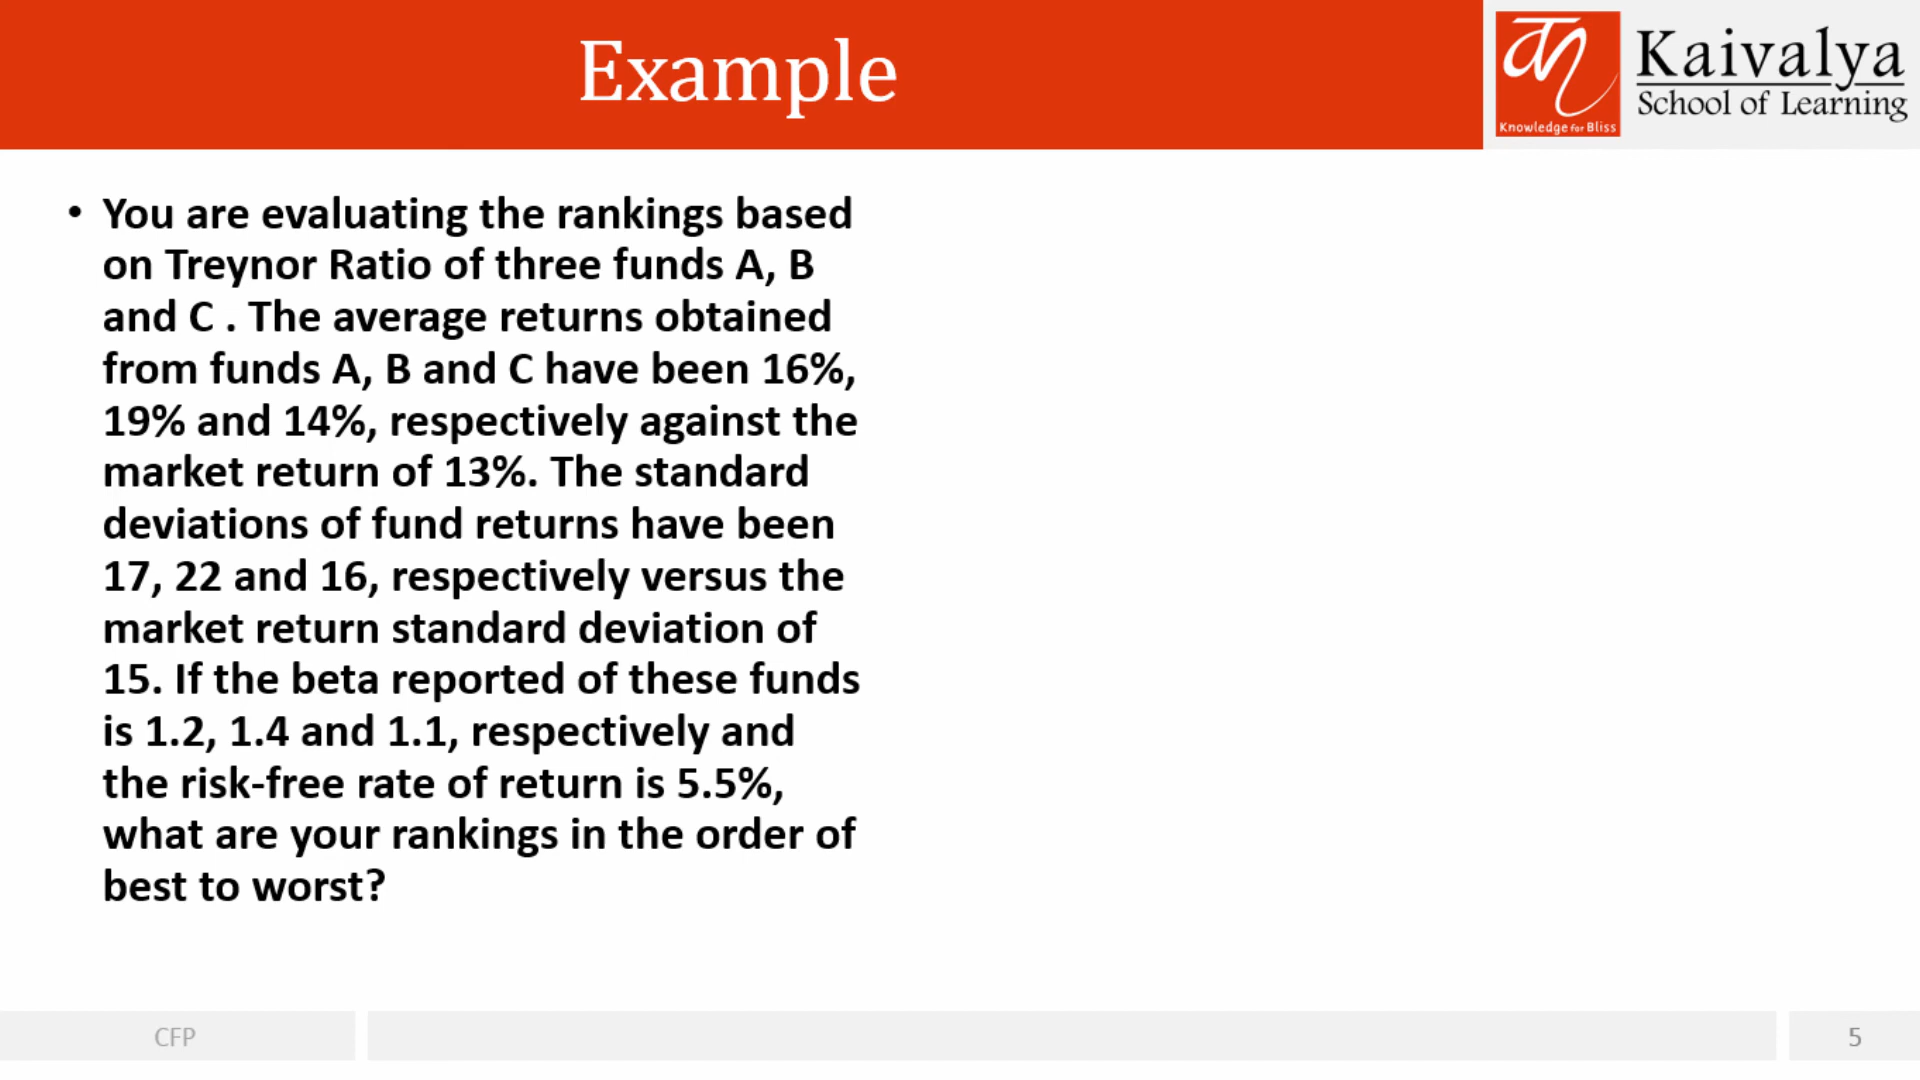 Example
Kaivalya
School of Learning
Knowledge for Bliss
• You are evaluating the rankings based
on Treynor Ratio of three funds A, B
and C . The average returns obtained
from funds A, B and C have been 16%,
19% and 14%, respectively against the
market return of 13%. The standard
deviations of fund returns have been
17, 22 and 16, respectively versus the
market return standard deviation of
15. If the beta reported of these funds
is 1.2, 1.4 and 1.1, respectively and
the risk-free rate of return is 5.5%,
what are your rankings in the order of
best to worst?
CFP
5